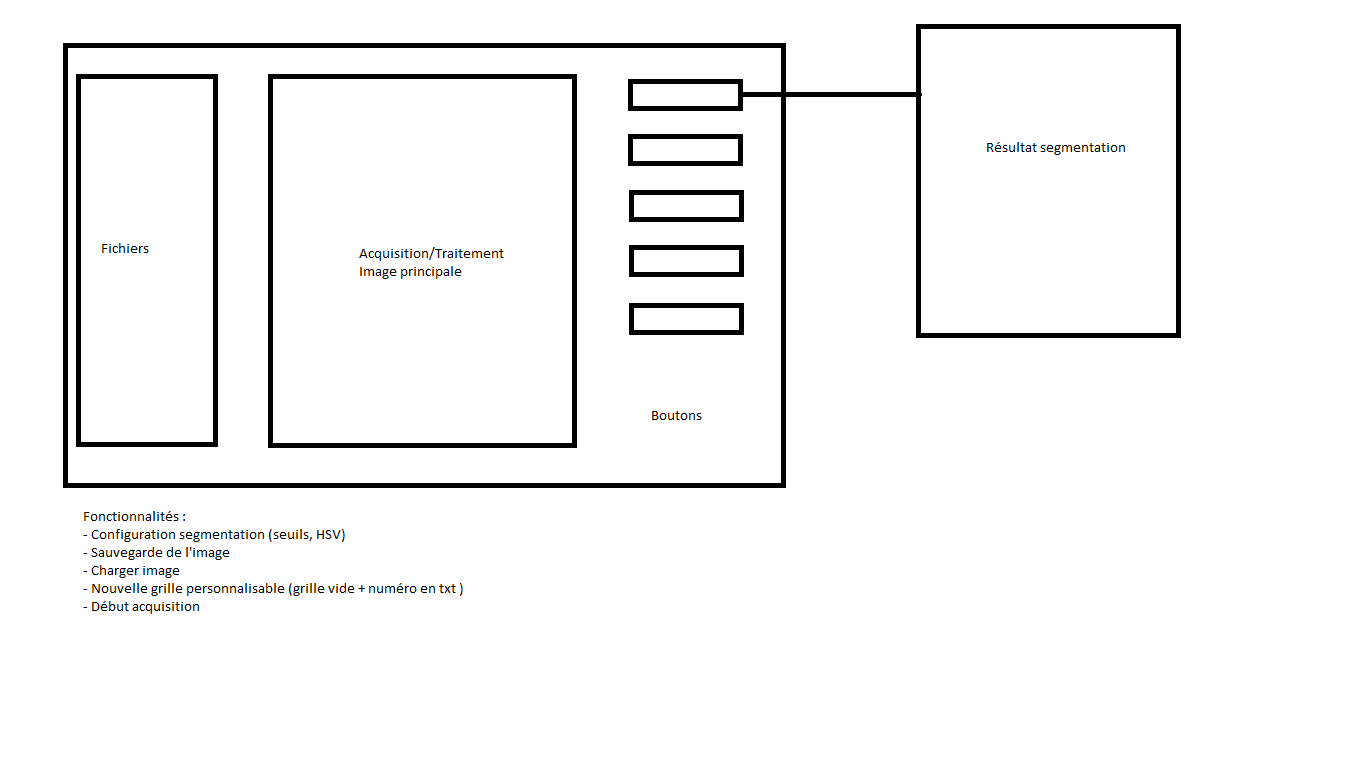 Fichiers
Acquisition/Traitement
Image principale
Boutons
Résultat segmentation
Fonctionnalités :
- Configuration segmentation (seuils, HSV)
- Sauvegarde de l'image
- Charger image
- Nouvelle grille personnalisable (grille vide + numéro en txt )
- Début acquisition